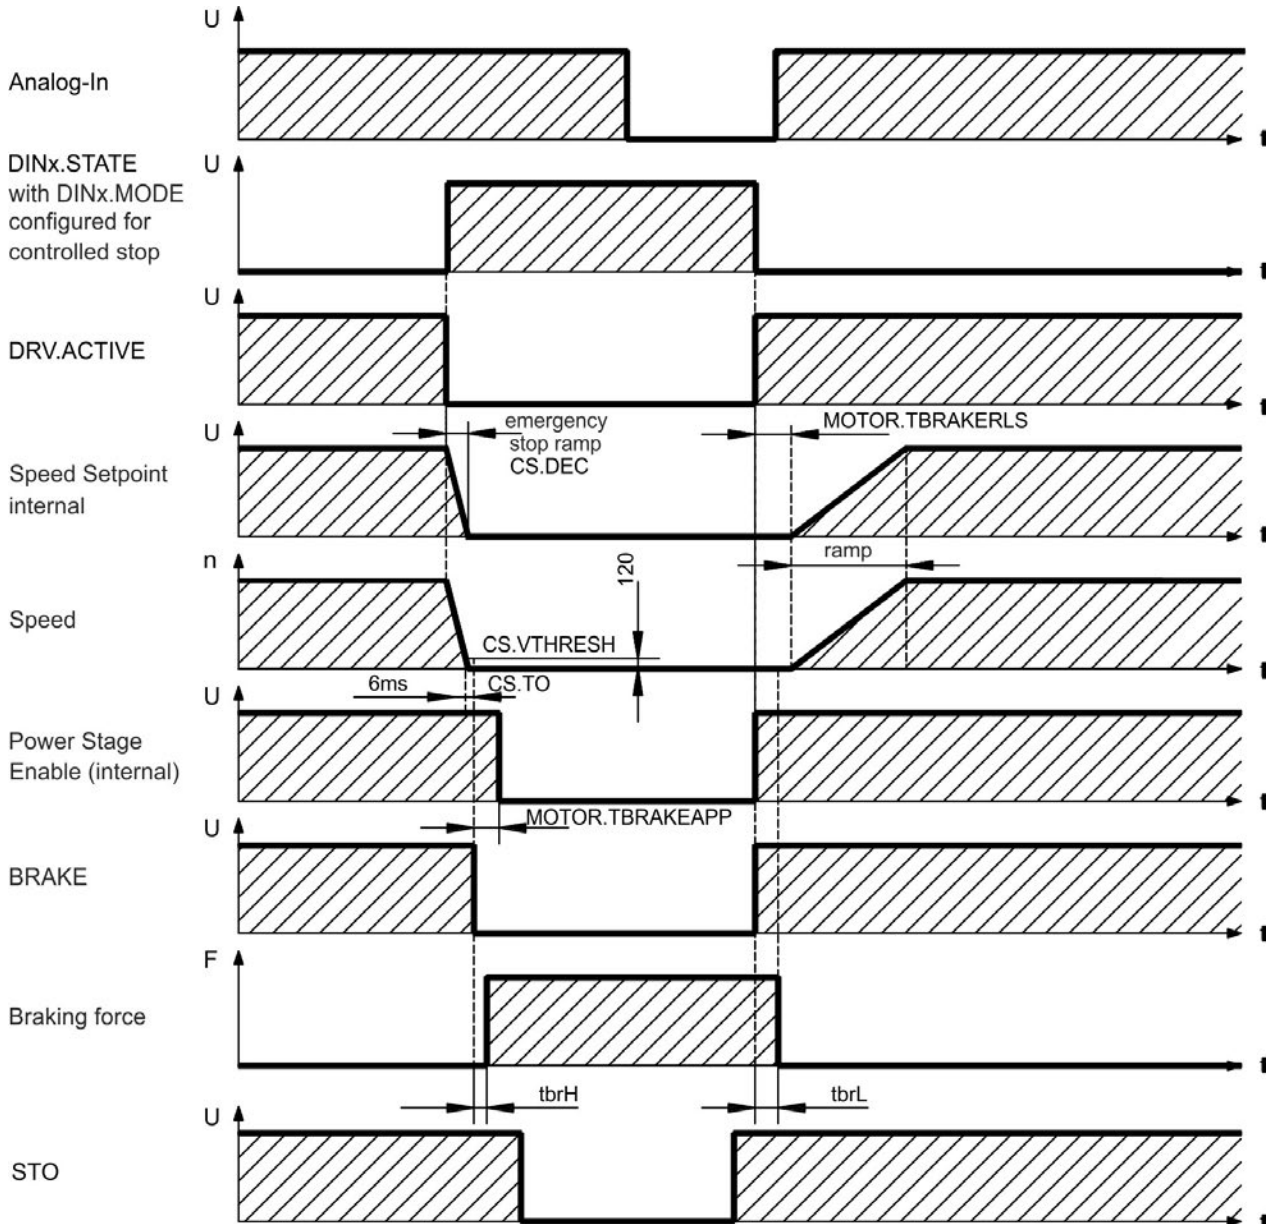 U
Analog-In
t
DINx.STATE
with DINx.MODE
configured for
controlled stop
U
t
U
DRV.ACTIVE
t
U
emergency
stop ramp
CS.DEC
MOTOR.TBRAKERLS
Speed Setpoint
internal
t
n
120
ramp
Speed
CS.VTHRESH
t
6ms
CS.TO
U
Power Stage
Enable (internal)
t
MOTOR.TBRAKEAPP
U
BRAKE
t
F
Braking force
t
tbrH
tbrL
U
STO
t